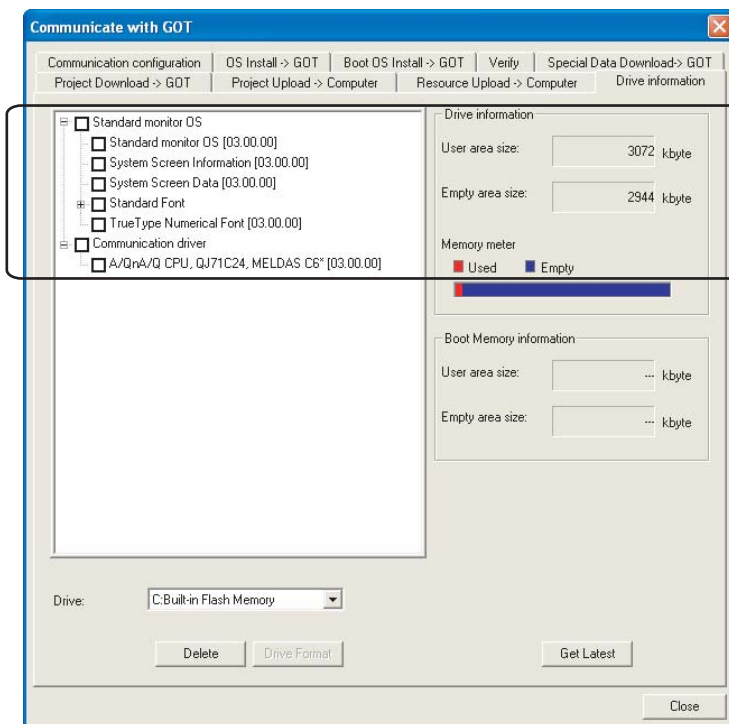 Communicate with GOT
Communication configuration OS Install -> GOT Boot OS Install -> GOT Verify Special Data Download-> GOT
Project Download -> GOT Project Upload -> Computer Resource Upload -> Computer Drive information
Standard monitor OS
Standard monitor OS [03.00.00]
System Screen Information [03.00.00]
System Screen Data [03.00.00]
Standard Font
TrueType Numerical Font [03.00.00]
Communication driver
A/QnA/Q CPU, QJ71C24, MELDAS C6* [03.00.00]
Drive information
User area size: 3072 kbyte
Empty area size: 2944 kbyte
Memory meter
Used Empty
Boot Memory information
User area size: --- kbyte
Empty area size: --- kbyte
Drive: C:Built-in Flash Memory
Delete Drive Format Get Latest
Close